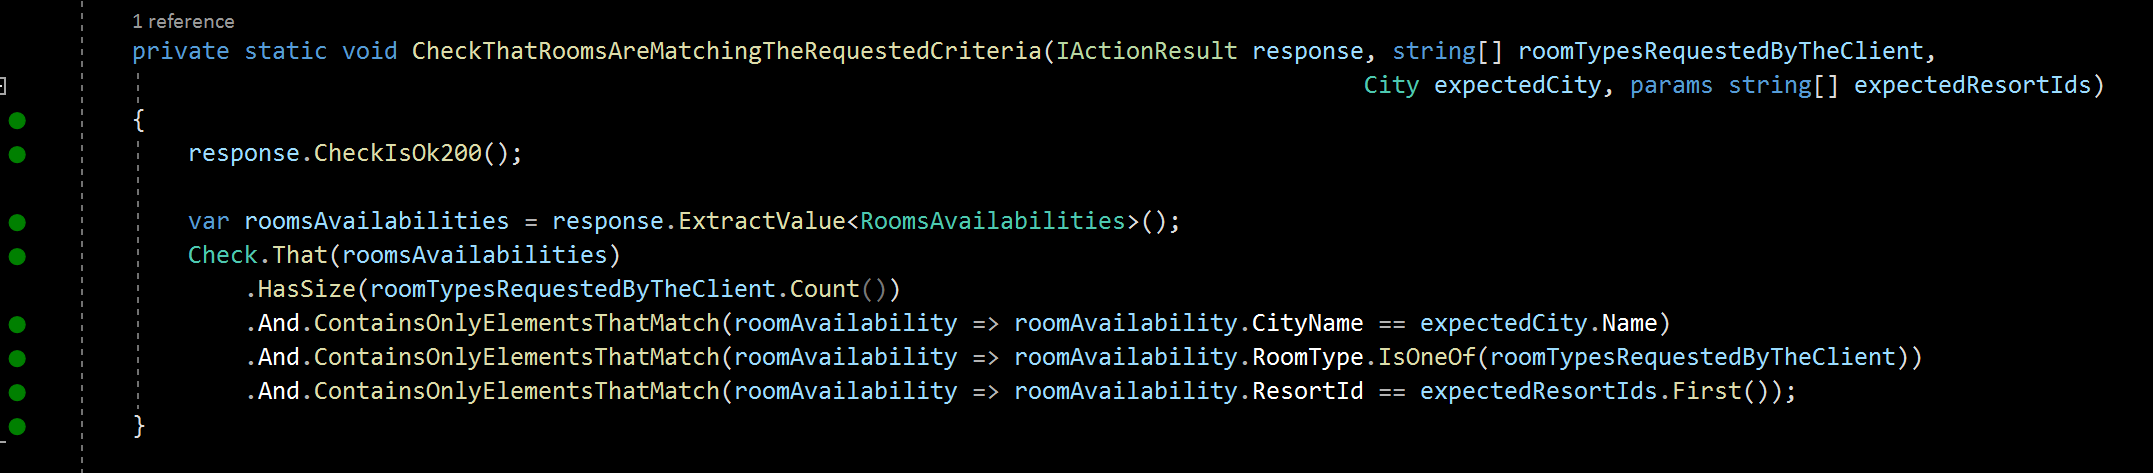 1 reference
private static void CheckThatRoomsAreMatchingTheRequestedCriteria(IActionResult response, string[] roomTypesRequestedByTheClient,
City expectedCity, params string[] expectedResortIds)
{
response.CheckIsOk200();
var roomsAvailabilities = response.ExtractValue<RoomsAvailabilities>();
Check.That(roomsAvailabilities)
.HasSize(roomTypesRequestedByTheClient.Count())
.And.ContainsOnlyElementsThatMatch(roomAvailability => roomAvailability.CityName == expectedCity.Name)
.And.ContainsOnlyElementsThatMatch(roomAvailability => roomAvailability.RoomType.IsOneOf(roomTypesRequestedByTheClient))
.And.ContainsOnlyElementsThatMatch(roomAvailability => roomAvailability.ResortId == expectedResortIds.First());
}